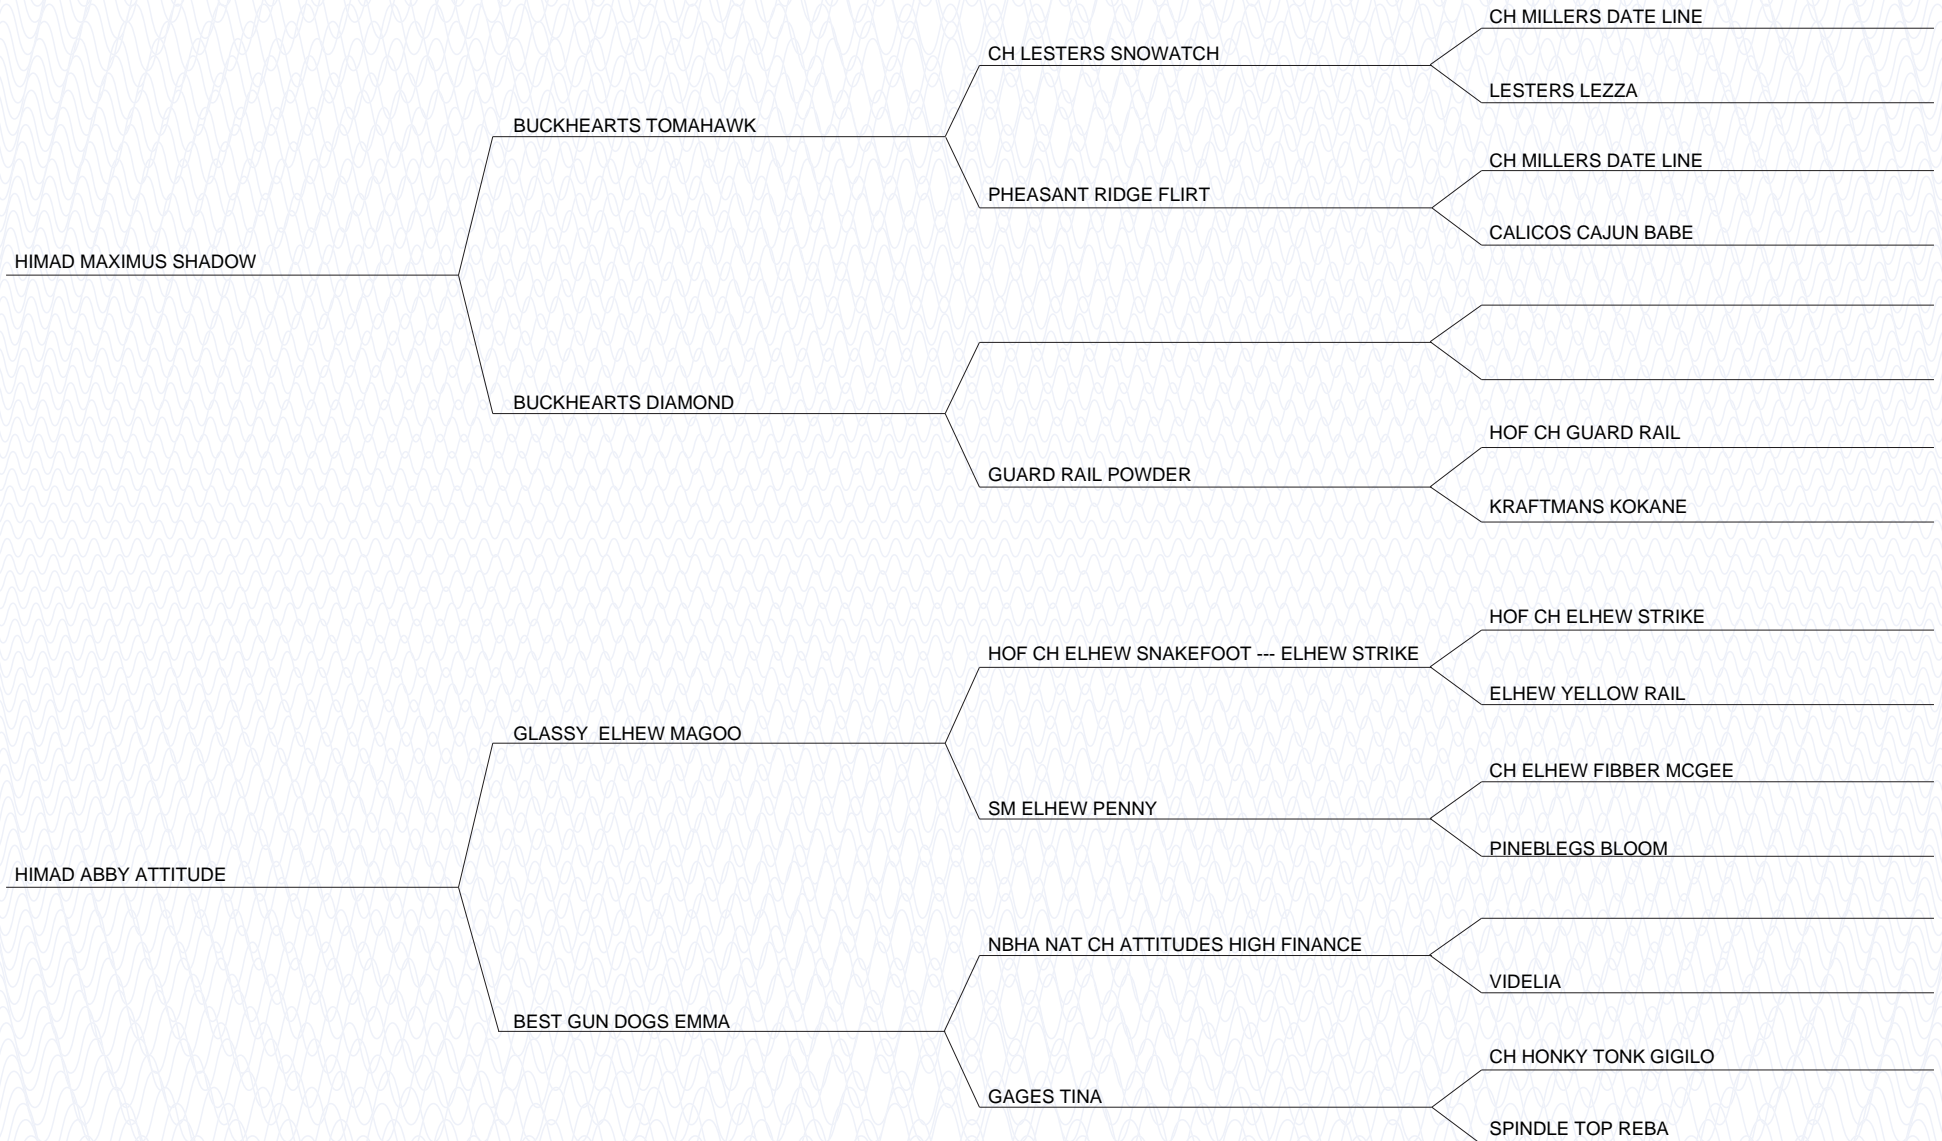 CH MILLERS DATE LINE
CH LESTERS SNOWATCH
LESTERS LEZZA
BUCKHEARTS TOMAHAWK
CH MILLERS DATE LINE
PHEASANT RIDGE FLIRT
CALICOS CAJUN BABE
HIMAD MAXIMUS SHADOW
BUCKHEARTS DIAMOND
HOF CH GUARD RAIL
GUARD RAIL POWDER
KRAFTMANS KOKANE
HOF CH ELHEW STRIKE
HOF CH ELHEW SNAKEFOOT --- ELHEW STRIKE
ELHEW YELLOW RAIL
GLASSY  ELHEW MAGOO
CH ELHEW FIBBER MCGEE
SM ELHEW PENNY
PINEBLEGS BLOOM
HIMAD ABBY ATTITUDE
NBHA NAT CH ATTITUDES HIGH FINANCE
VIDELIA
BEST GUN DOGS EMMA
CH HONKY TONK GIGILO
GAGES TINA
SPINDLE TOP REBA